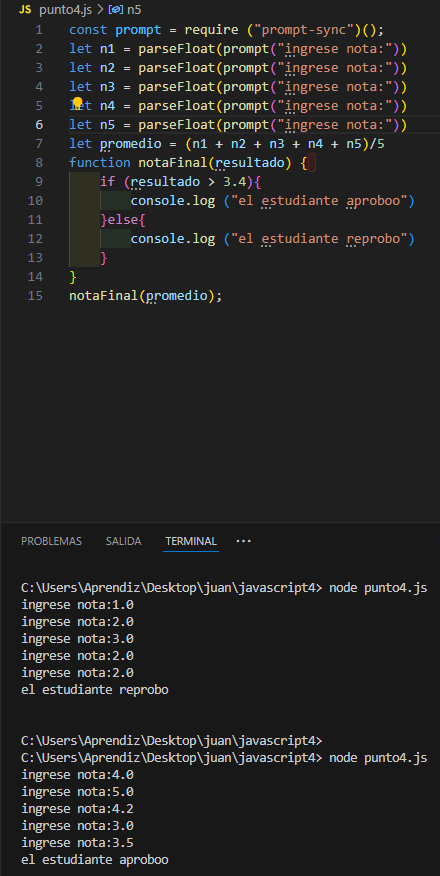 JS punto4.js > n5
1 const prompt = require ("prompt-sync")();
2 let n1 = parseFloat(prompt("ingrese nota:"))
3 let n2 = parseFloat(prompt("ingrese nota:"))
4 let n3 = parseFloat(prompt("ingrese nota:"))
5 let n4 = parseFloat(prompt("ingrese nota:"))
6 let n5 = parseFloat(prompt("ingrese nota:"))
7 let promedio = (n1 + n2 + n3 + n4 + n5)/5
8 function notaFinal(resultado) {
9     if (resultado > 3.4){
10         console.log ("el estudiante aproboo")
11     }else{
12         console.log ("el estudiante reprobo")
13     }
14 }
15 notaFinal(promedio);
PROBLEMAS SALIDA TERMINAL ···
C:\Users\Aprendiz\Desktop\juan\javascript4> node punto4.js
ingrese nota:1.0
ingrese nota:2.0
ingrese nota:3.0
ingrese nota:2.0
ingrese nota:2.0
el estudiante reprobo
C:\Users\Aprendiz\Desktop\juan\javascript4>
C:\Users\Aprendiz\Desktop\juan\javascript4> node punto4.js
ingrese nota:4.0
ingrese nota:5.0
ingrese nota:4.2
ingrese nota:3.0
ingrese nota:3.5
el estudiante aproboo